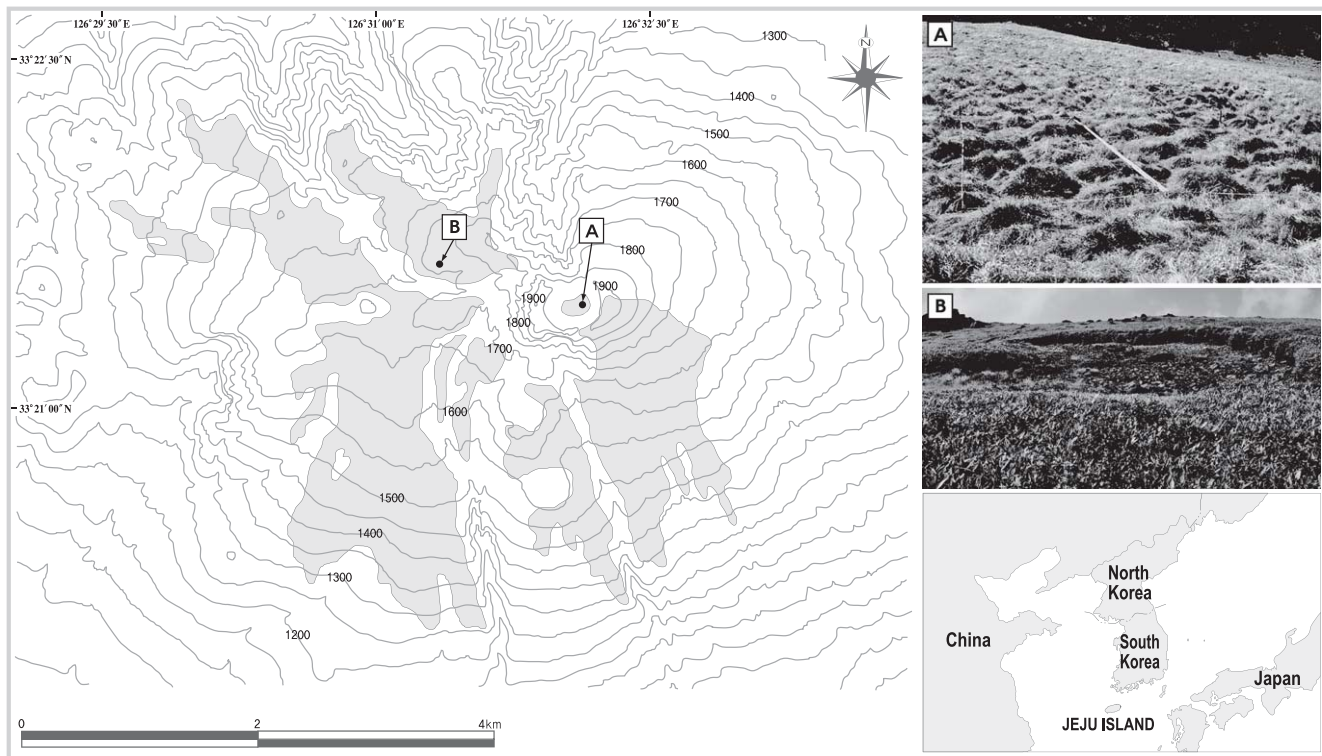 126°29′30″E
126°31′00″E
126°32′30″E
33°22′30″N
33°21′00″N
N
1300
1400
1500
1600
1700
1800
1900
B
A
1900
1800
1700
1600
1500
1400
1300
1200
0
2
4km
A
B
North
Korea
China
South
Korea
Japan
JEJU ISLAND